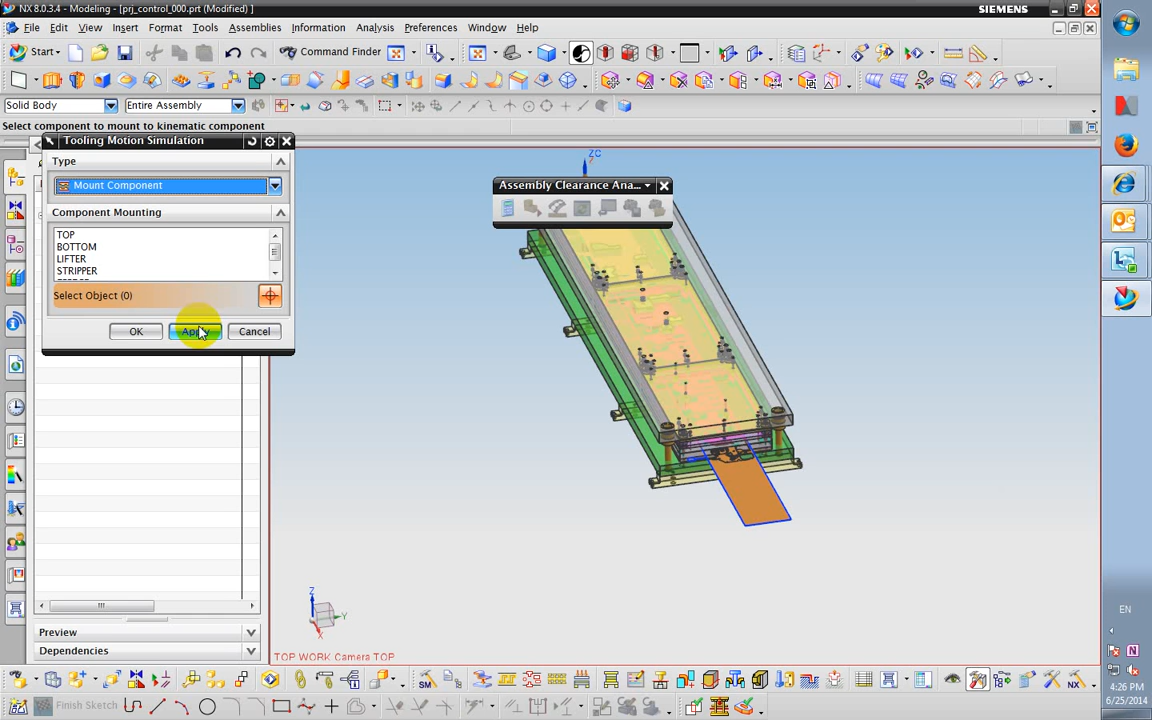 NX 8.0.3.4 - Modeling - [prj_control_000.prt (Modified) ]
SIEMENS
File Edit View Insert Format Tools Assemblies Information Analysis Preferences Window Help
Start
Command Finder
Solid Body
Entire Assembly
Select component to mount to kinematic component
Tooling Motion Simulation
Type
Mount Component
Component Mounting
TOP
BOTTOM
LIFTER
STRIPPER
Select Object (0)
OK
Cancel
Assembly Clearance Ana...
ZC
Z
Y
X
TOP WORK Camera TOP
Preview
Dependencies
Finish Sketch
EN
4:26 PM
6/25/2014